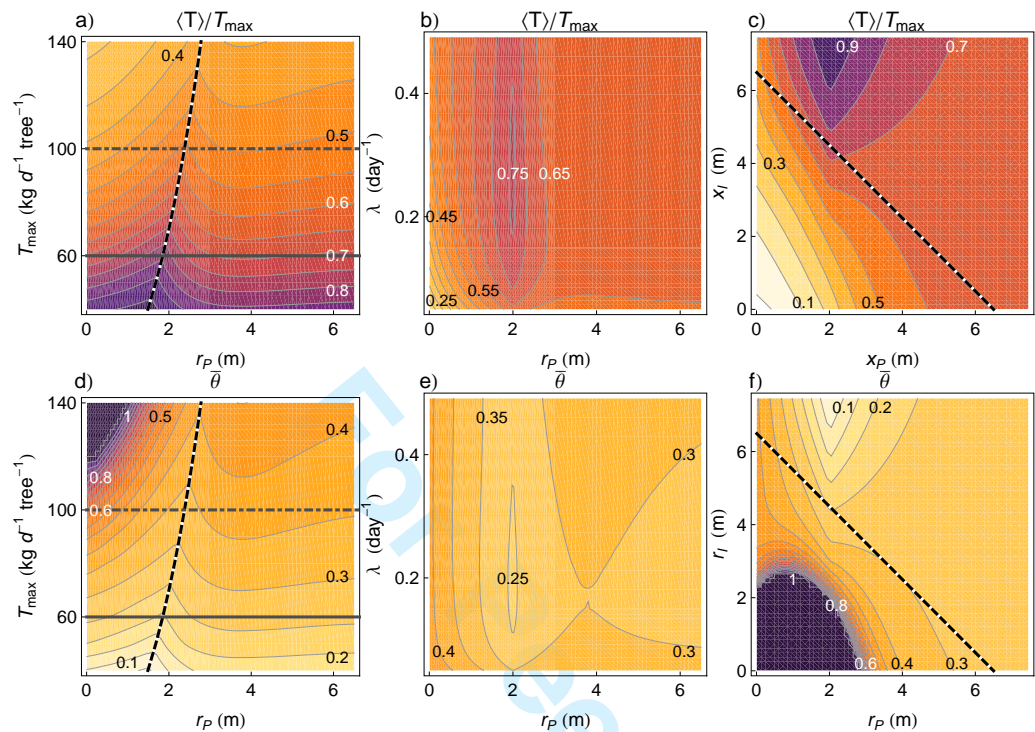 a) ⟨T⟩/Tmax
140
100
60
Tmax (kg d−1 tree−1)
0.4
0.5
0.6
0.7
0.8
0 2 4 6
rP (m)
b) ⟨T⟩/Tmax
0.4
0.2
λ (day−1)
0.75 0.65
0.45
0.25 0.55
0 2 4 6
rP (m)
c) ⟨T⟩/Tmax
6
4
2
0
xI (m)
0.9 0.7
0.3
0.1 0.5
0 2 4 6
xP (m)
d) θ̅
140
100
60
Tmax (kg d−1 tree−1)
1 0.5
0.4
0.8
0.6
0.3
0.2
0.1
0 2 4 6
rP (m)
e) θ̅
0.4
0.2
λ (day−1)
0.35
0.3
0.25
0.4 0.3
0 2 4 6
rP (m)
f) θ̅
6
4
2
0
rI (m)
0.1 0.2
1
0.8
0.6 0.4 0.3
0 2 4 6
rP (m)